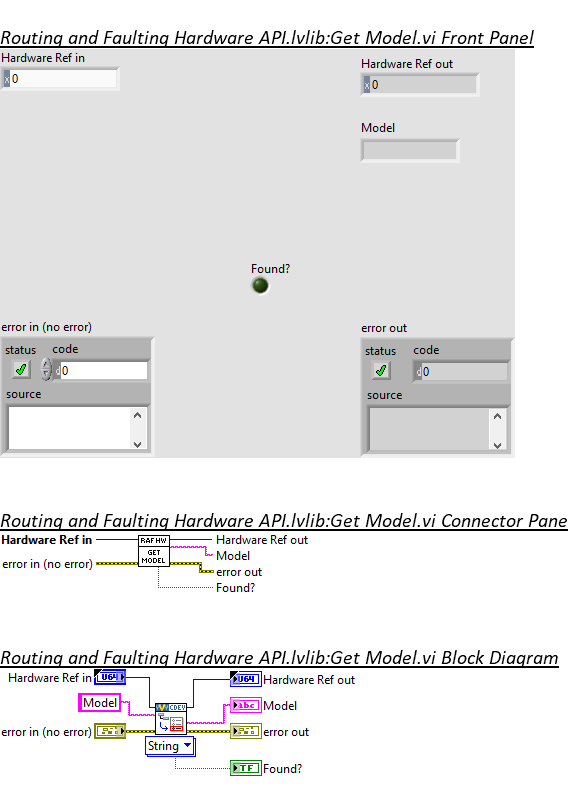 Routing and Faulting Hardware API.lvlib:Get Model.vi Front Panel
Hardware Ref in
x 0
Hardware Ref out
x 0
Model
Found?
error in (no error)
status code
d 0
source
error out
status code
d 0
source
Routing and Faulting Hardware API.lvlib:Get Model.vi Connector Pane
Hardware Ref in
RAF HW
Hardware Ref out
GET
MODEL
Model
error in (no error)
error out
Found?
Routing and Faulting Hardware API.lvlib:Get Model.vi Block Diagram
Hardware Ref in
U64
U64
Hardware Ref out
Model
CDEV
abc
Model
error in (no error)
error out
String
TF
Found?